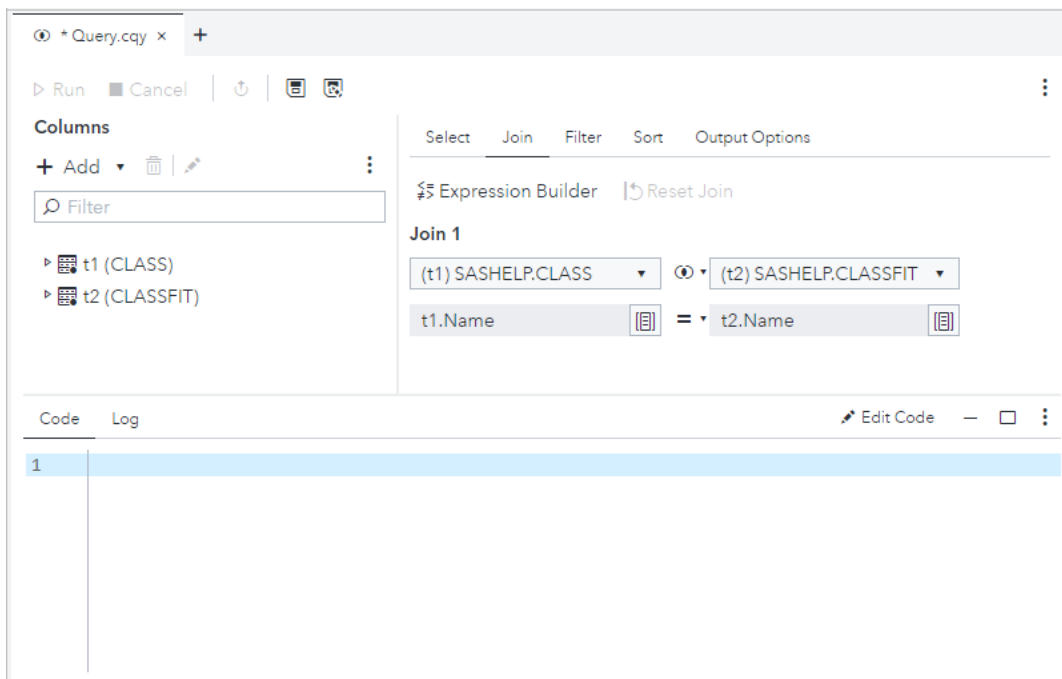 * Query.cqy × +
Run Cancel
Columns
+ Add
Filter
t1 (CLASS)
t2 (CLASSFIT)
Select Join Filter Sort Output Options
Expression Builder Reset Join
Join 1
(t1) SASHELP.CLASS (t2) SASHELP.CLASSFIT
t1.Name = t2.Name
Code Log Edit Code
1